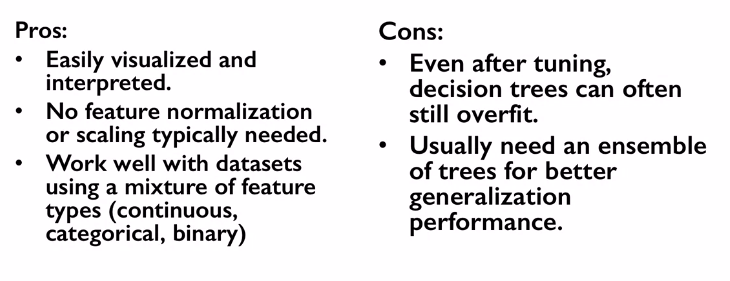 Pros:
• Easily visualized and
interpreted.
• No feature normalization
or scaling typically needed.
• Work well with datasets
using a mixture of feature
types (continuous,
categorical, binary)
Cons:
• Even after tuning,
decision trees can often
still overfit.
• Usually need an ensemble
of trees for better
generalization
performance.